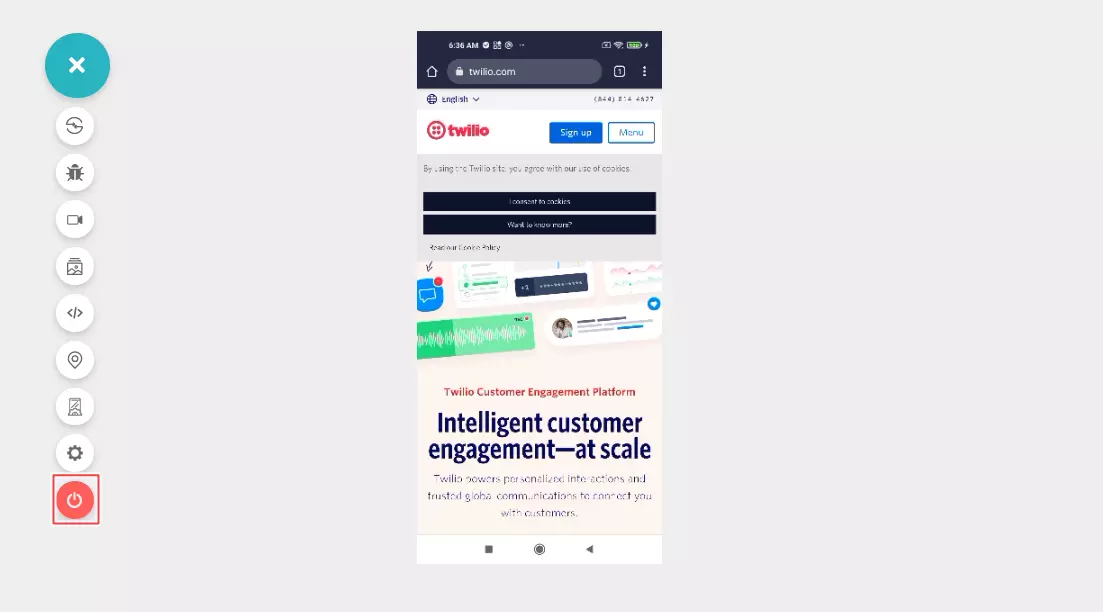 6:36 AM
twilio.com
1
English
(844) 814-4627
twilio
Sign up
Menu
By using the Twilio site, you agree with our use of cookies.
I consent to cookies
Want to know more?
Read our Cookie Policy
+1 ***-***-****
Twilio Customer Engagement Platform
Intelligent customer
engagement—at scale
Twilio powers personalized interactions and
trusted global communications to connect you
with customers.